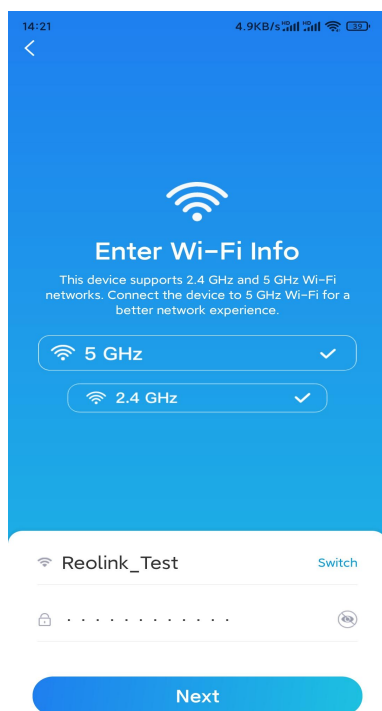 14:21
4.9KB/s HD HD 39
Enter Wi-Fi Info
This device supports 2.4 GHz and 5 GHz Wi-Fi
networks. Connect the device to 5 GHz Wi-Fi for a
better network experience.
5 GHz
2.4 GHz
Reolink_Test
Switch
Next